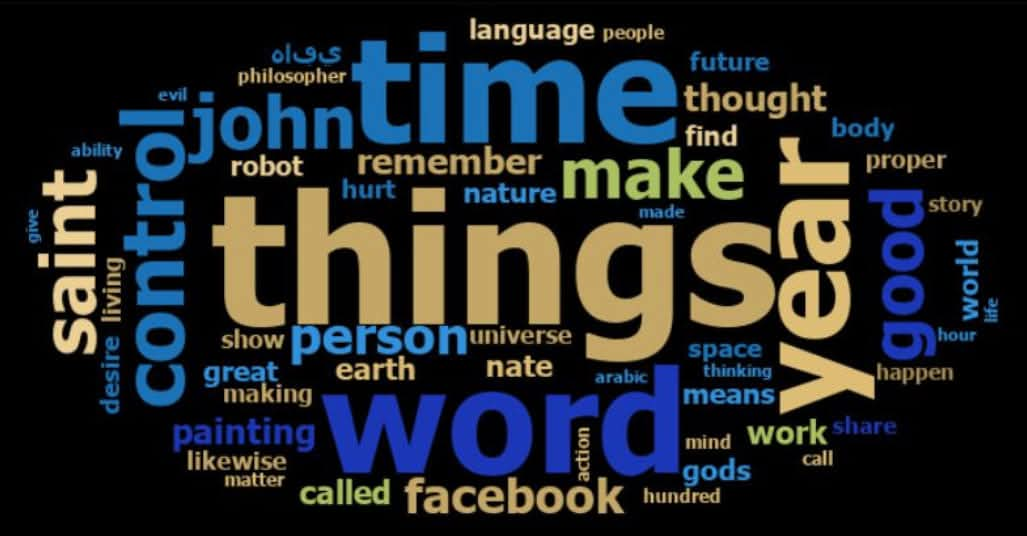 language people
time
future
philosopher
thought
evil
john
find
body
control
ability
robot
remember
make
proper
saint
hurt
nature
year
things
made
good
story
give
living
world
life
show
person
universe
hour
desire
great
earth
nate
space
thinking
happen
making
arabic
means
word
painting
work
share
likewise
action
mind
call
matter
gods
called
facebook
hundred